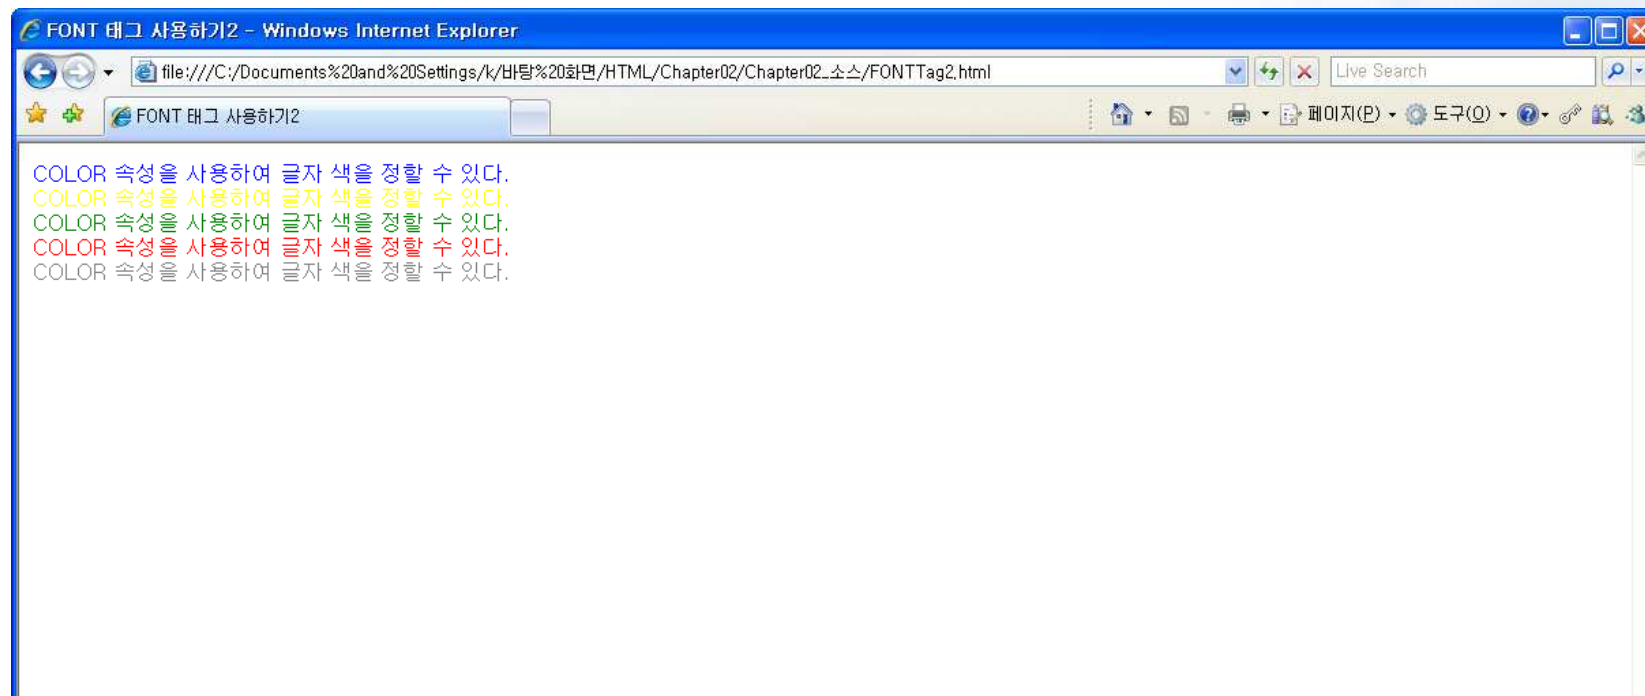 FONT 태그 사용하기2 - Windows Internet Explorer
file:///C:/Documents%20and%20Settings/k/바탕%20화면/HTML/Chapter02/Chapter02_소스/FONTTag2.html
Live Search
FONT 태그 사용하기2
페이지(P)
도구(O)
COLOR 속성을 사용하여 글자 색을 정할 수 있다.
COLOR 속성을 사용하여 글자 색을 정할 수 있다.
COLOR 속성을 사용하여 글자 색을 정할 수 있다.
COLOR 속성을 사용하여 글자 색을 정할 수 있다.
COLOR 속성을 사용하여 글자 색을 정할 수 있다.